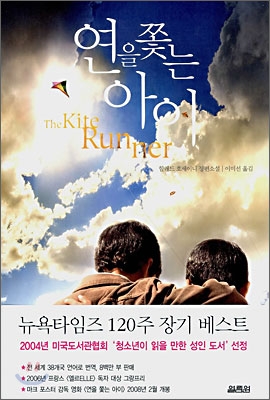 연을 쫓는
아이
The Kite
Runner
할레드 호세이니 장편소설 | 이미선 옮김
뉴욕타임즈 120주 장기 베스트
2004년 미국도서관협회 ‘청소년이 읽을 만한 성인 도서’ 선정
★전 세계 38개국 언어로 번역, 8백만 부 판매
★2006년 프랑스 〈엘르엘르〉 독자 대상 그랑프리
★마크 포스터 감독 영화 〈연을 쫓는 아이〉 2008년 2월 개봉
열림원